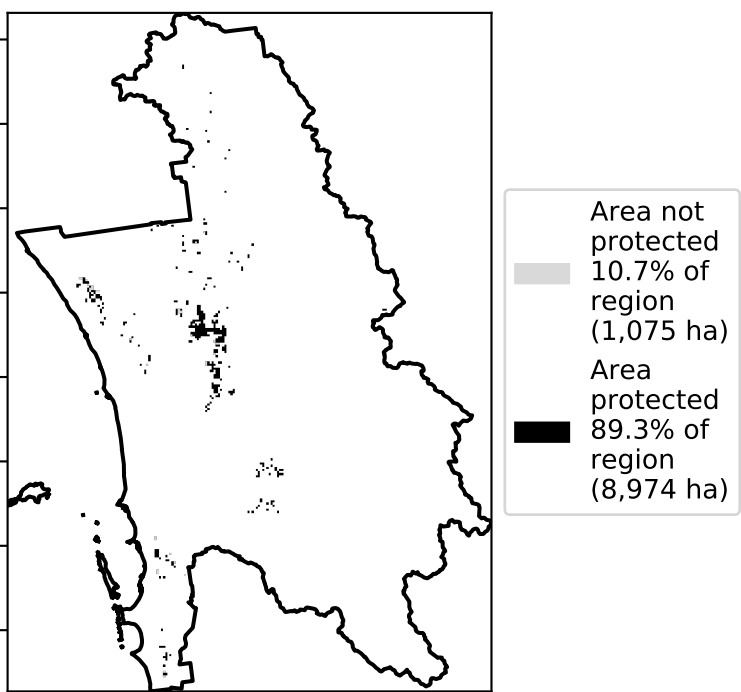 Area not
protected
10.7% of
region
(1,075 ha)
Area
protected
89.3% of
region
(8,974 ha)